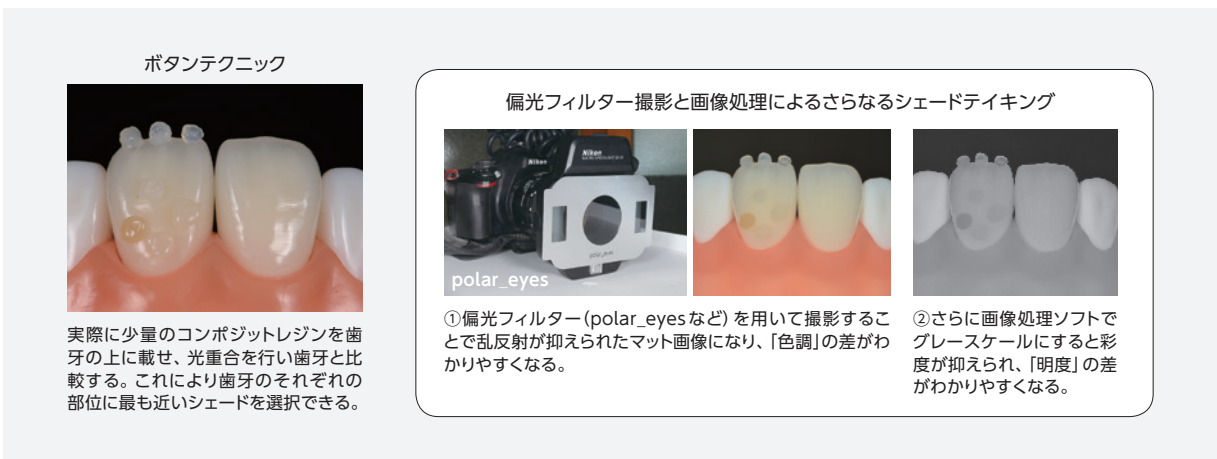 ボタンテクニック
実際に少量のコンポジットレジンを歯
牙の上に載せ、光重合を行い歯牙と比
較する。これにより歯牙のそれぞれの
部位に最も近いシェードを選択できる。
偏光フィルター撮影と画像処理によるさらなるシェードテイキング
Nikon
Nikon
polar_eyes
polar_eyes
①偏光フィルター(polar_eyesなど)を用いて撮影するこ
とで乱反射が抑えられたマット画像になり、「色調」の差がわ
かりやすくなる。
②さらに画像処理ソフトで
グレースケールにすると彩
度が抑えられ、「明度」の差
がわかりやすくなる。